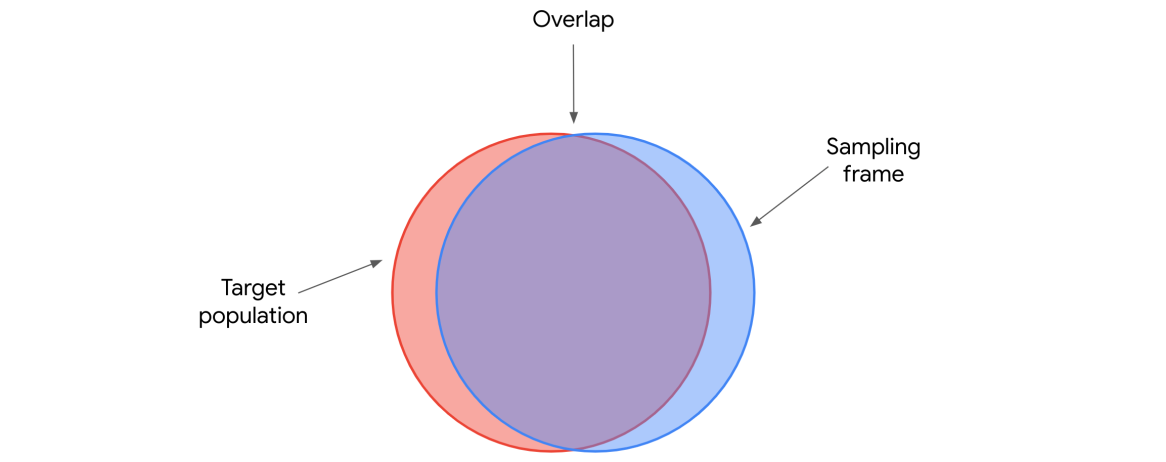 Overlap
Sampling
frame
Target
population